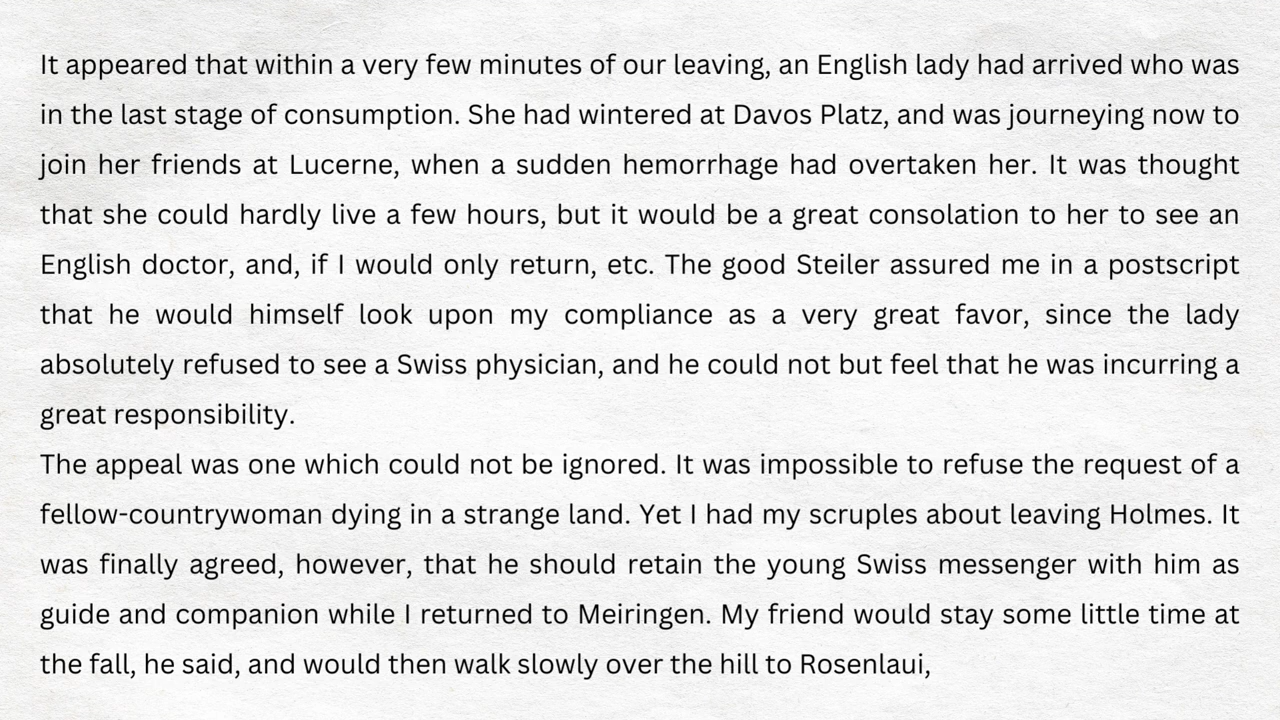 It appeared that within a very few minutes of our leaving, an English lady had arrived who was
in the last stage of consumption. She had wintered at Davos Platz, and was journeying now to
join her friends at Lucerne, when a sudden hemorrhage had overtaken her. It was thought
that she could hardly live a few hours, but it would be a great consolation to her to see an
English doctor, and, if I would only return, etc. The good Steiler assured me in a postscript
that he would himself look upon my compliance as a very great favor, since the lady
absolutely refused to see a Swiss physician, and he could not but feel that he was incurring a
great responsibility.
The appeal was one which could not be ignored. It was impossible to refuse the request of a
fellow-countrywoman dying in a strange land. Yet I had my scruples about leaving Holmes. It
was finally agreed, however, that he should retain the young Swiss messenger with him as
guide and companion while I returned to Meiringen. My friend would stay some little time at
the fall, he said, and would then walk slowly over the hill to Rosenlaui,